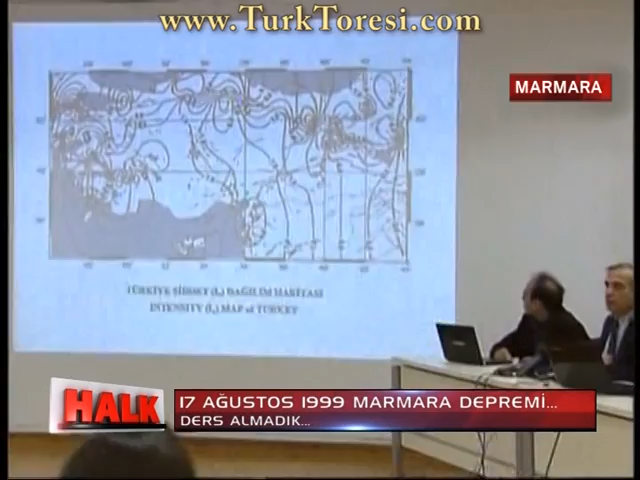 www.TurkToresi.com
MARMARA
TÜRKİYE ŞİDDET (I₀) DAĞILIM HARİTASI
INTENSITY (I₀) MAP of TURKEY
HALK
17 AĞUSTOS 1999 MARMARA DEPREMİ...
DERS ALMADIK...